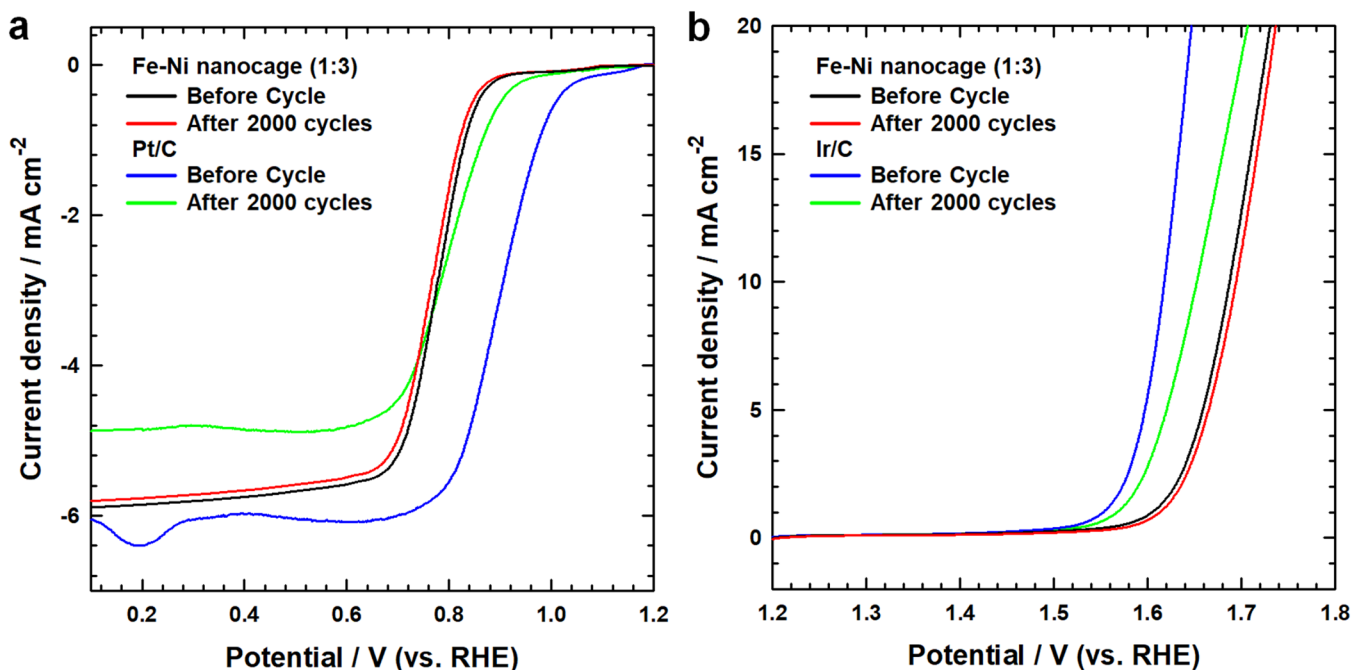 a
0
-2
-4
-6
Current density / mA cm-2
Fe-Ni nanocage (1:3)
Before Cycle
After 2000 cycles
Pt/C
Before Cycle
After 2000 cycles
0.2 0.4 0.6 0.8 1.0 1.2
Potential / V (vs. RHE)
b
20
15
10
5
0
Current density / mA cm-2
Fe-Ni nanocage (1:3)
Before Cycle
After 2000 cycles
Ir/C
Before Cycle
After 2000 cycles
1.2 1.3 1.4 1.5 1.6 1.7 1.8
Potential / V (vs. RHE)